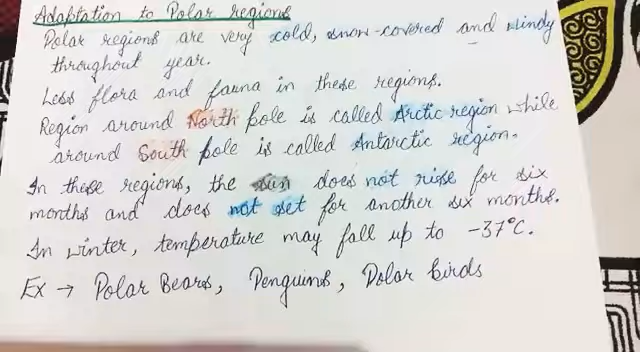 Adaptation to Polar regions
Polar regions are very cold, snow-covered and windy
throughout year.
Less flora and fauna in these regions.
Region around North pole is called Arctic region while
around South pole is called Antarctic region.
In these regions, the sun does not rise for six
months and does not set for another six months.
In winter, temperature may fall up to -37°C.
Ex → Polar Bears, Penguins, Polar birds